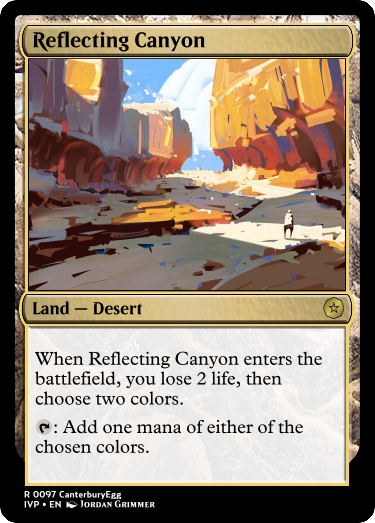 Reflecting Canyon
Land — Desert
When Reflecting Canyon enters the
battlefield, you lose 2 life, then
choose two colors.
: Add one mana of either of the
chosen colors.
R 0097 CanterburyEgg
IVP • EN Jordan Grimmer